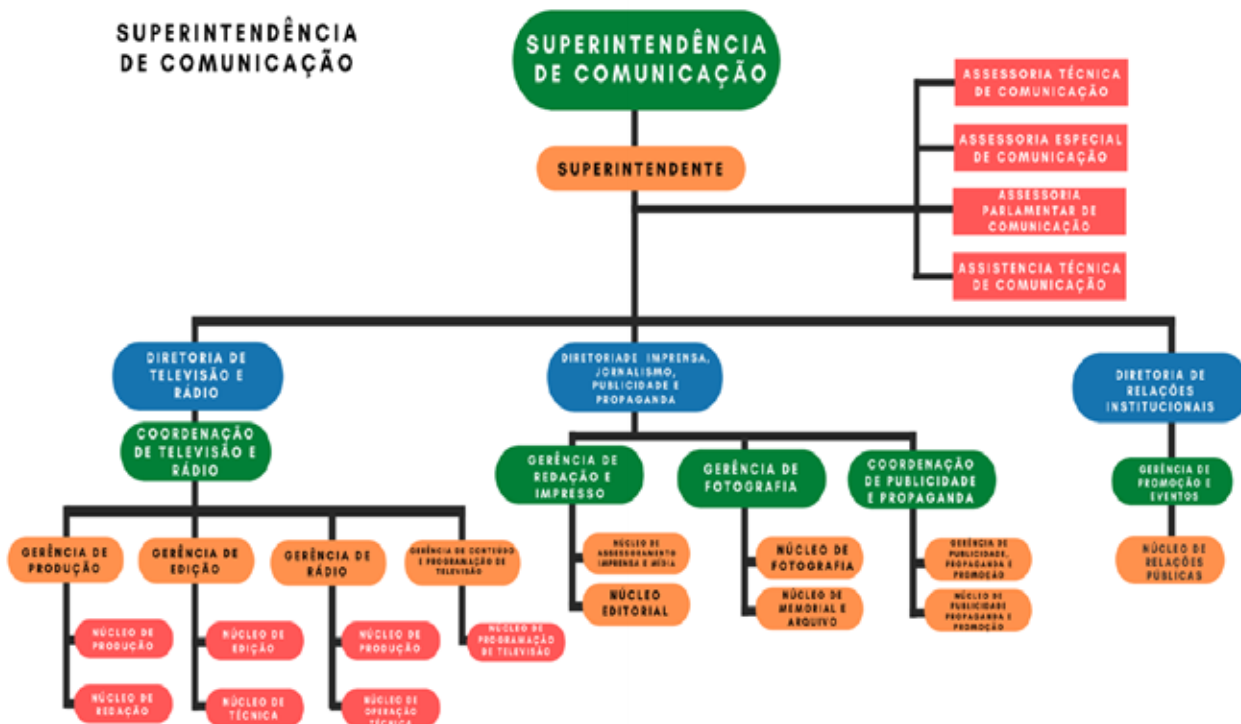 SUPERINTENDÊNCIA
DE COMUNICAÇÃO
SUPERINTENDÊNCIA
DE COMUNICAÇÃO
SUPERINTENDENTE
ASSESSORIA TÉCNICA
DE COMUNICAÇÃO
ASSESSORIA ESPECIAL
DE COMUNICAÇÃO
ASSESSORIA
PARLAMENTAR DE
COMUNICAÇÃO
ASSISTENCIA TÉCNICA
DE COMUNICAÇÃO
DIRETORIA DE
TELEVISÃO E
RÁDIO
DIRETORIADE IMPRENSA,
JORNALISMO,
PUBLICIDADE E
PROPAGANDA
DIRETORIA DE
RELAÇÕES
INSTITUCIONAIS
COORDENAÇÃO
DE TELEVISÃO E
RÁDIO
GERÊNCIA DE
REDAÇÃO E
IMPRESSO
GERÊNCIA DE
FOTOGRAFIA
COORDENAÇÃO
DE PUBLICIDADE
E PROPAGANDA
GERÊNCIA DE
PROMOÇÃO E
EVENTOS
GERÊNCIA DE
PRODUÇÃO
GERÊNCIA DE
EDIÇÃO
GERÊNCIA DE
RÁDIO
GERÊNCIA DE CONTEÚDO
E PROGRAMAÇÃO DE
TELEVISÃO
NÚCLEO DE
ASSESSORAMENTO
IMPRENSA E MÍDIA
NÚCLEO
EDITORIAL
NÚCLEO DE
FOTOGRAFIA
NÚCLEO DE
MEMORIAL E
ARQUIVO
GERÊNCIA DE
PUBLICIDADE,
PROPAGANDA E
PROMOÇÃO
NÚCLEO DE
PUBLICIDADE
PROPAGANDA E
PROMOÇÃO
NÚCLEO DE
RELAÇÕES
PÚBLICAS
NÚCLEO DE
PRODUÇÃO
NÚCLEO DE
EDIÇÃO
NÚCLEO DE
PRODUÇÃO
NÚCLEO DE
PROGRAMAÇÃO
DE TELEVISÃO
NÚCLEO DE
REDAÇÃO
NÚCLEO DE
TÉCNICA
NÚCLEO DE
OPERAÇÃO
TÉCNICA